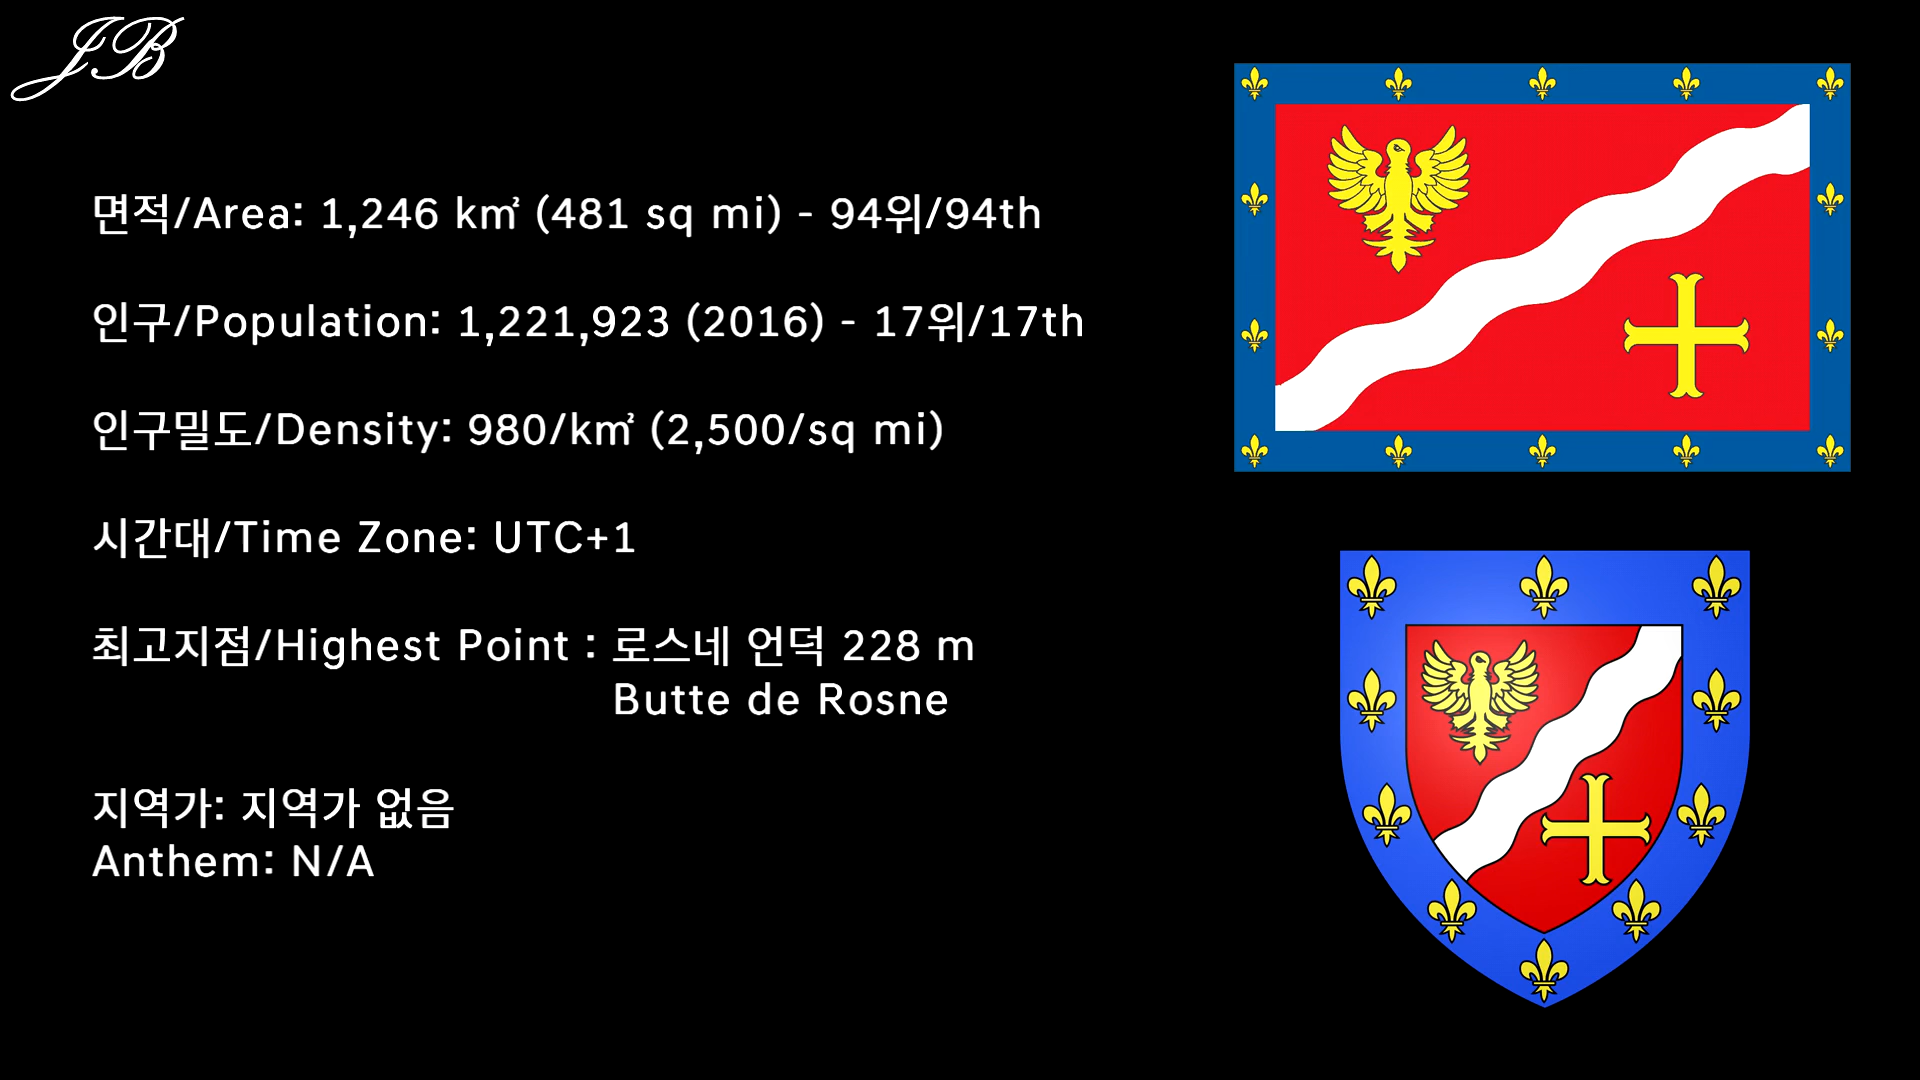 JB
면적/Area: 1,246 ㎢ (481 sq mi) - 94위/94th
인구/Population: 1,221,923 (2016) - 17위/17th
인구밀도/Density: 980/㎢ (2,500/sq mi)
시간대/Time Zone: UTC+1
최고지점/Highest Point : 로스네 언덕 228 m
Butte de Rosne
지역가: 지역가 없음
Anthem: N/A